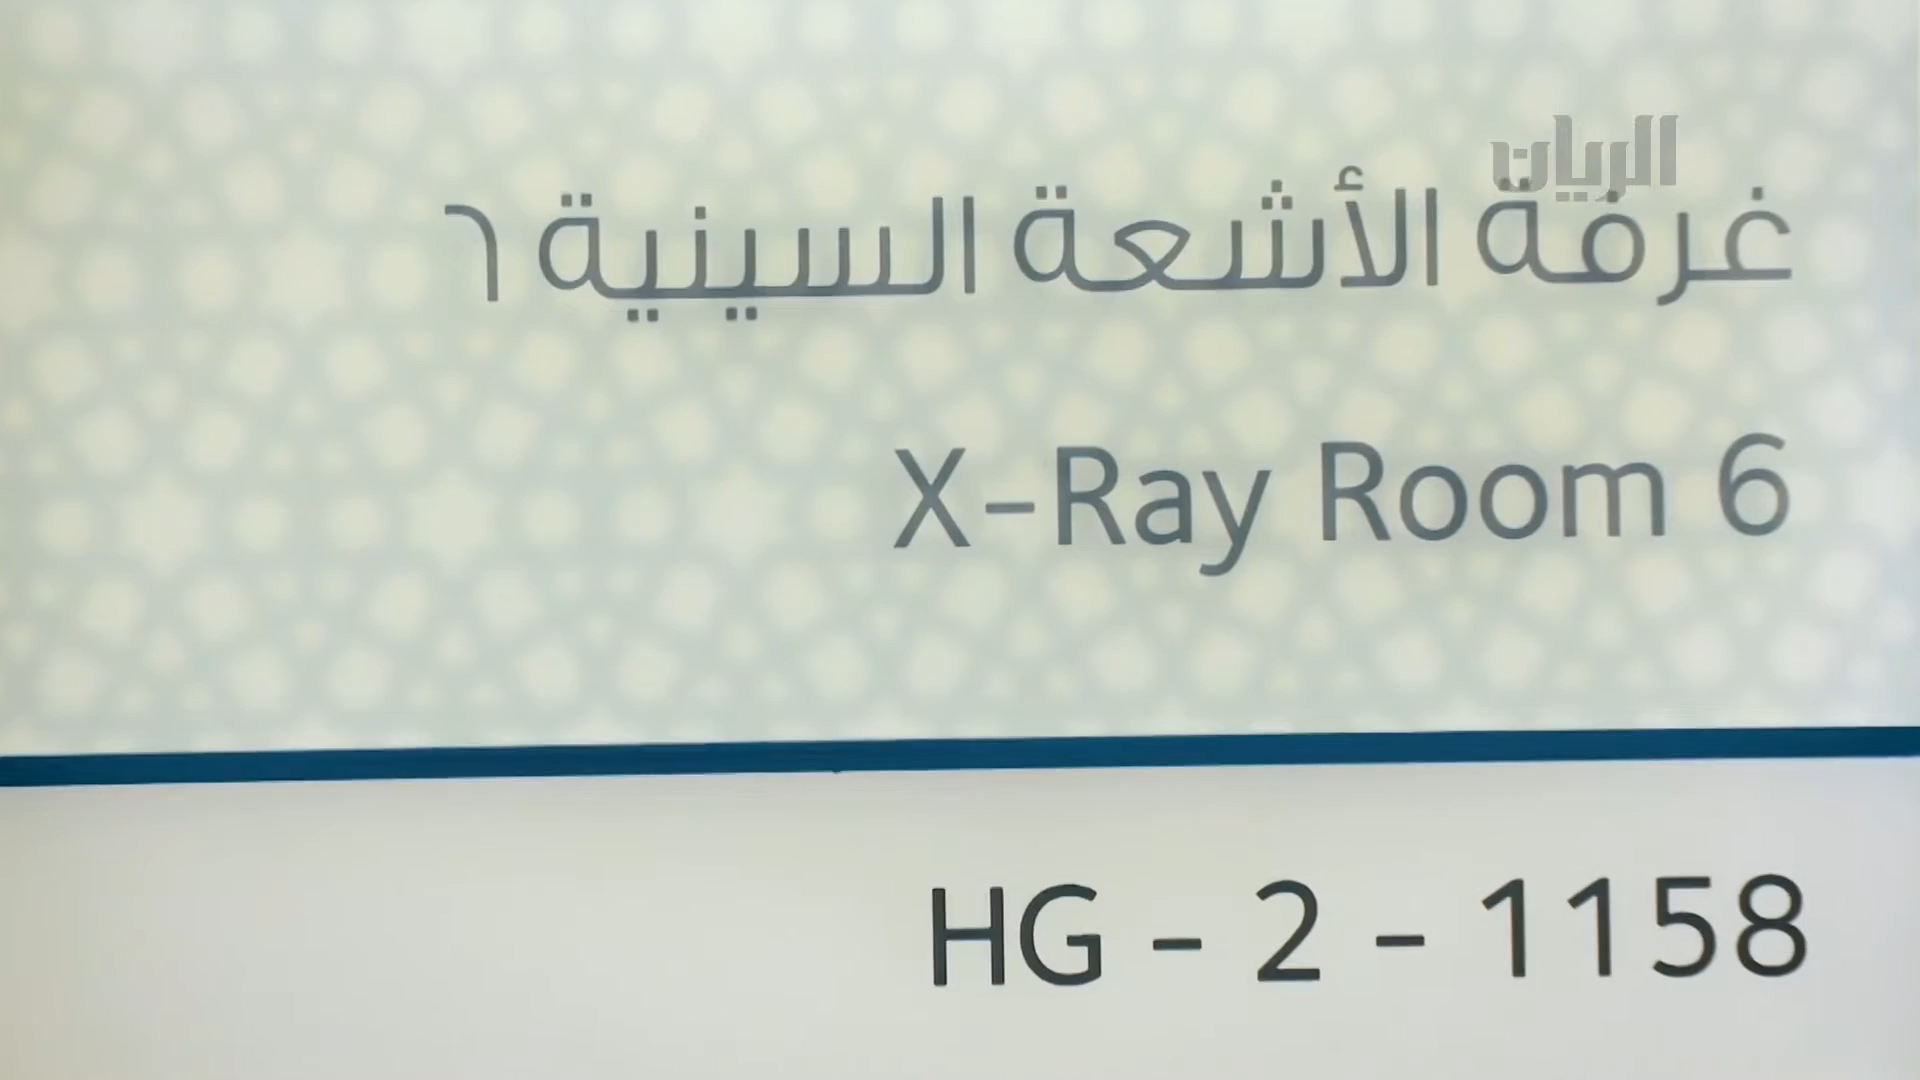 الريان
غرفة الأشعة السينية ٦
X-Ray Room 6
HG - 2 - 1158